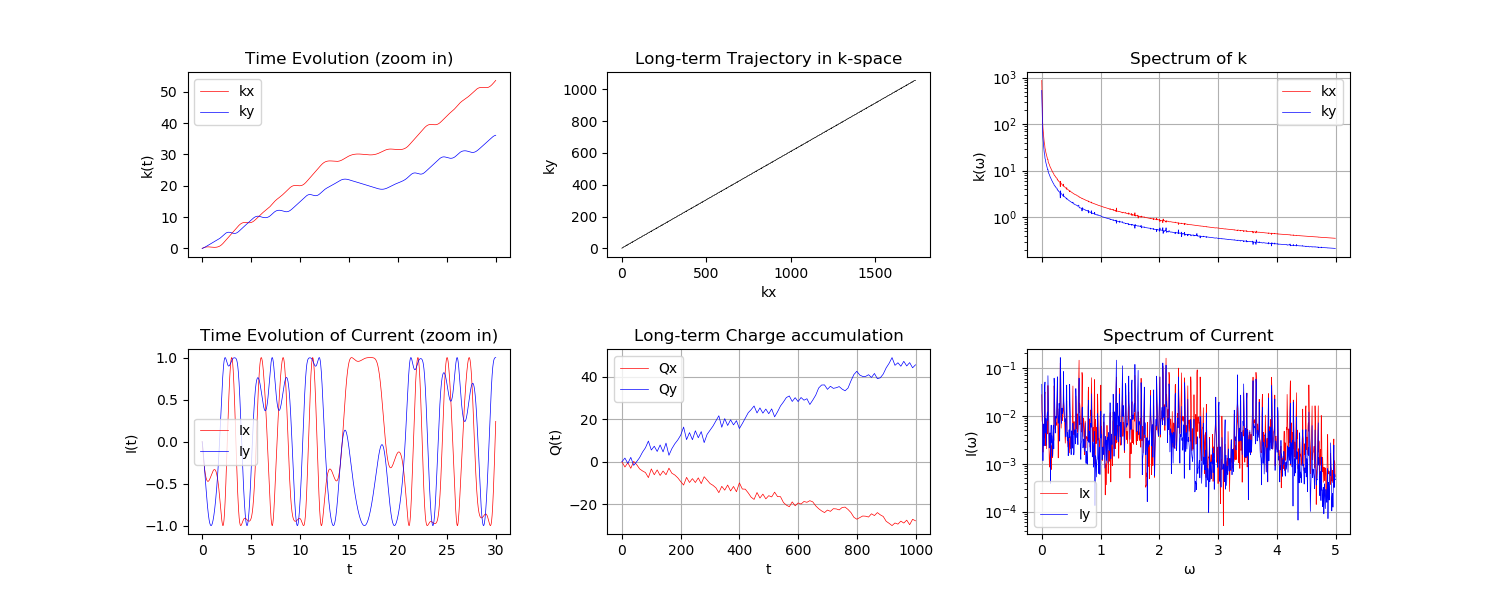 Time Evolution (zoom in)
kx
ky
50
40
30
20
10
0
k(t)
Long-term Trajectory in k-space
1000
800
600
400
200
0
ky
0 500 1000 1500
kx
Spectrum of k
kx
ky
10³
10²
10¹
10⁰
k(ω)
Time Evolution of Current (zoom in)
1.0
0.5
0.0
−0.5
−1.0
I(t)
Ix
Iy
0 5 10 15 20 25 30
t
Long-term Charge accumulation
Qx
Qy
40
20
0
−20
Q(t)
0 200 400 600 800 1000
t
Spectrum of Current
10⁻¹
10⁻²
10⁻³
10⁻⁴
I(ω)
Ix
Iy
0 1 2 3 4 5
ω